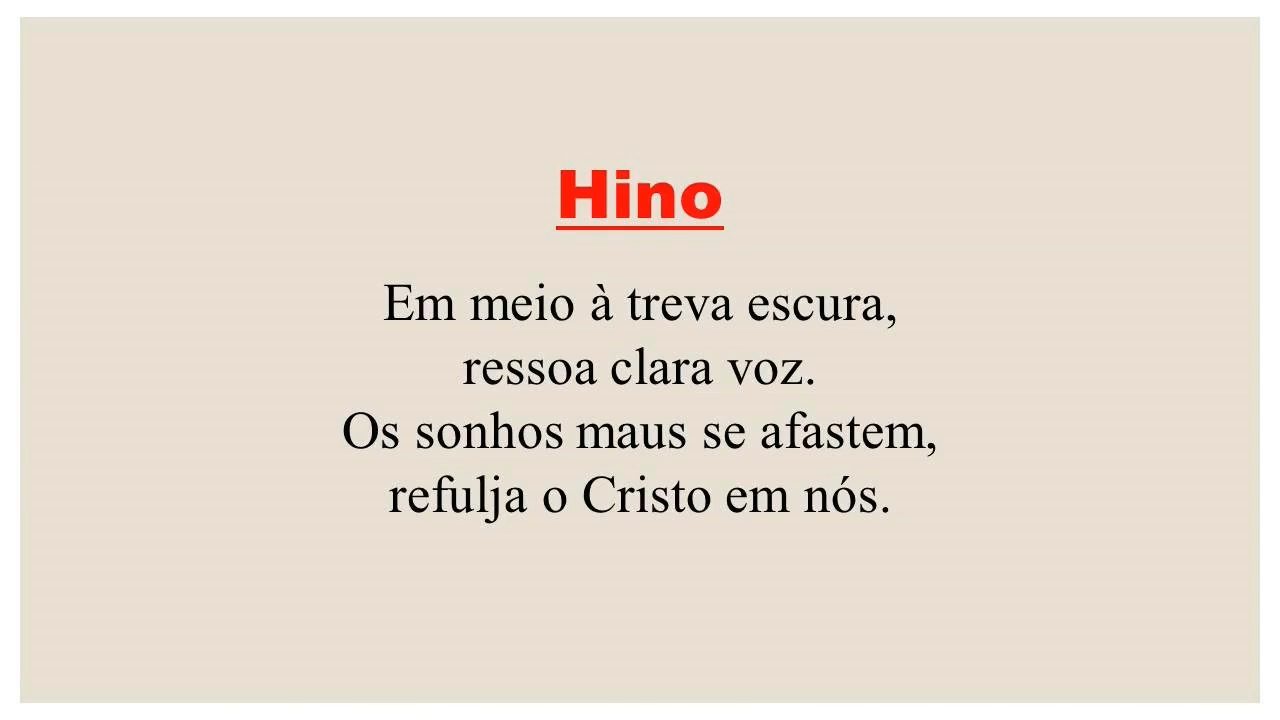 Hino
Em meio à treva escura,
ressoa clara voz.
Os sonhos maus se afastem,
refulja o Cristo em nós.